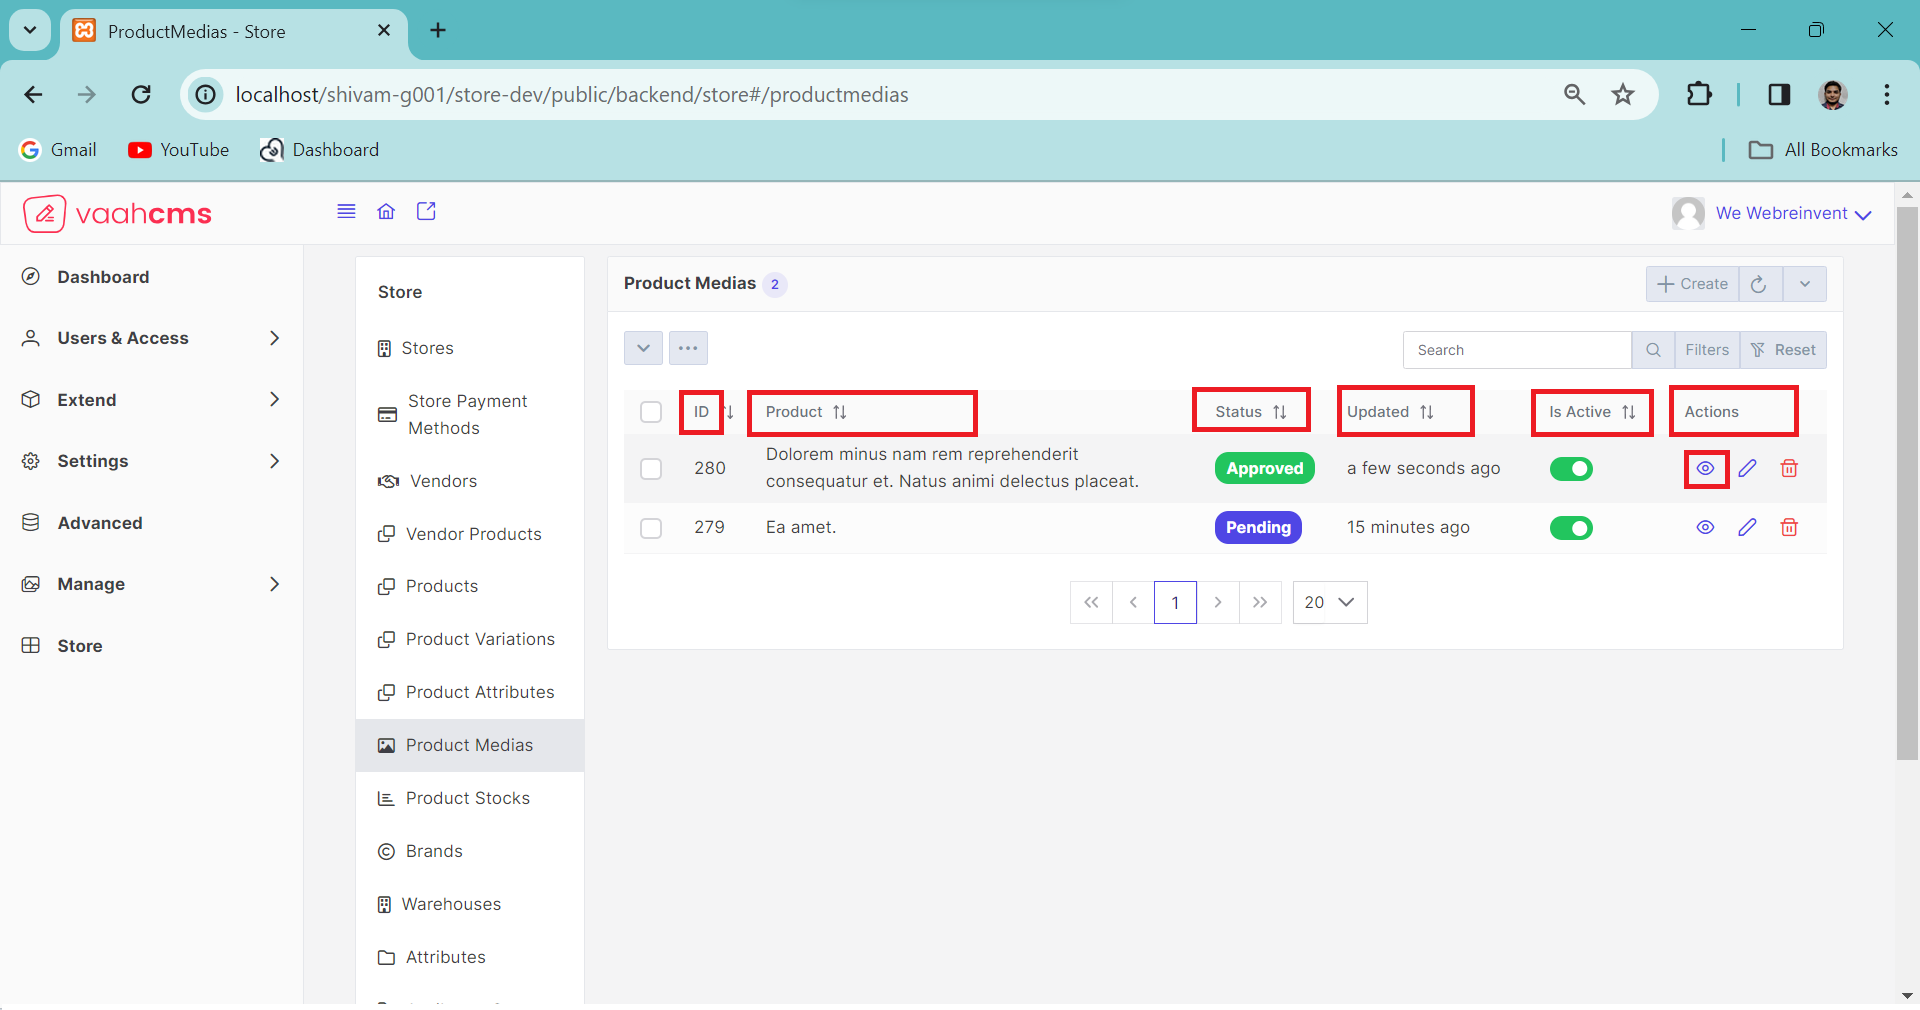 ProductMedias - Store
localhost/shivam-g001/store-dev/public/backend/store#/productmedias
Gmail
YouTube
Dashboard
All Bookmarks
vaahcms
We Webreinvent
Dashboard
Users & Access
Extend
Settings
Advanced
Manage
Store
Store
Stores
Store Payment
Methods
Vendors
Vendor Products
Products
Product Variations
Product Attributes
Product Medias
Product Stocks
Brands
Warehouses
Attributes
Product Medias 2
Create
Search
Filters
Reset
ID Product Status Updated Is Active Actions
280 Dolorem minus nam rem reprehenderit
consequatur et. Natus animi delectus placeat. Approved a few seconds ago
279 Ea amet. Pending 15 minutes ago
1
20